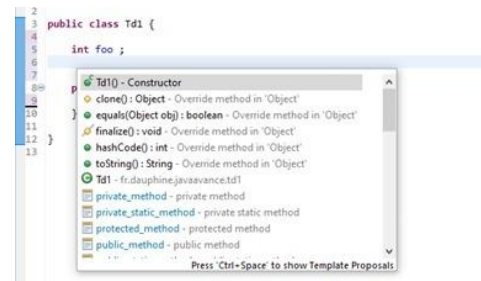 2
3 public class Td1 {
4
5 int foo ;
6
7
8 p
9
10 }
11
12 }
13
Td1() - Constructor
clone() : Object - Override method in 'Object'
equals(Object obj) : boolean - Override method in 'Object'
finalize() : void - Override method in 'Object'
hashCode() : int - Override method in 'Object'
toString() : String - Override method in 'Object'
Td1 - fr.dauphine.javaavance.td1
private_method - private method
private_static_method - private static method
protected_method - protected method
public_method - public method
Press 'Ctrl+Space' to show Template Proposals